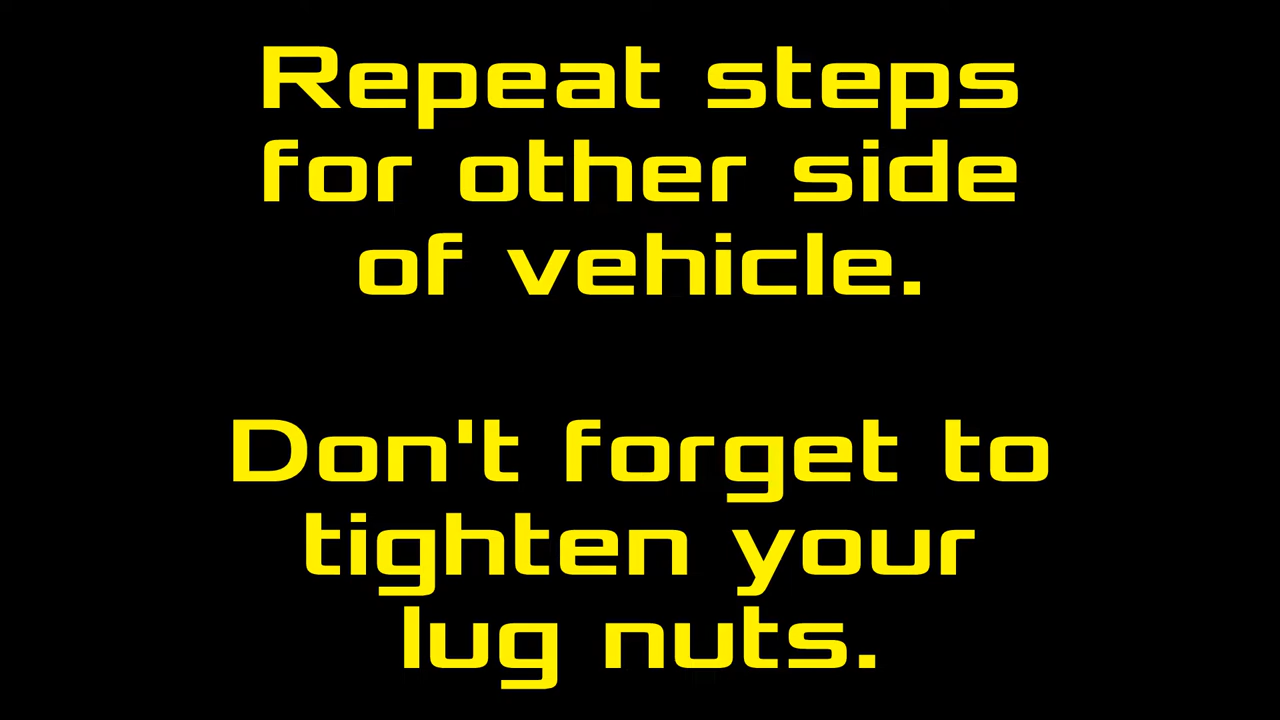 Repeat steps
for other side
of vehicle.
Don't forget to
tighten your
lug nuts.